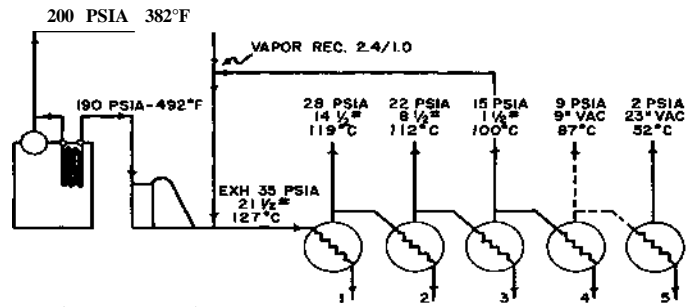 200 PSIA 382°F
VAPOR REC. 2.4/1.0
190 PSIA-492°F
28 PSIA
14 ½#
119°C
22 PSIA
8 ½#
112°C
15 PSIA
1 ½#
100°C
9 PSIA
9" VAC
87°C
2 PSIA
23" VAC
52°C
EXH 35 PSIA
21 ½#
127°C
1
2
3
4
5